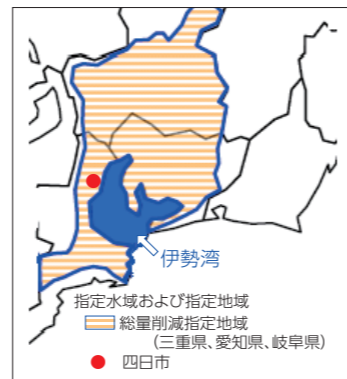 伊勢湾
指定水域および指定地域
総量削減指定地域
(三重県、愛知県、岐阜県)
四日市